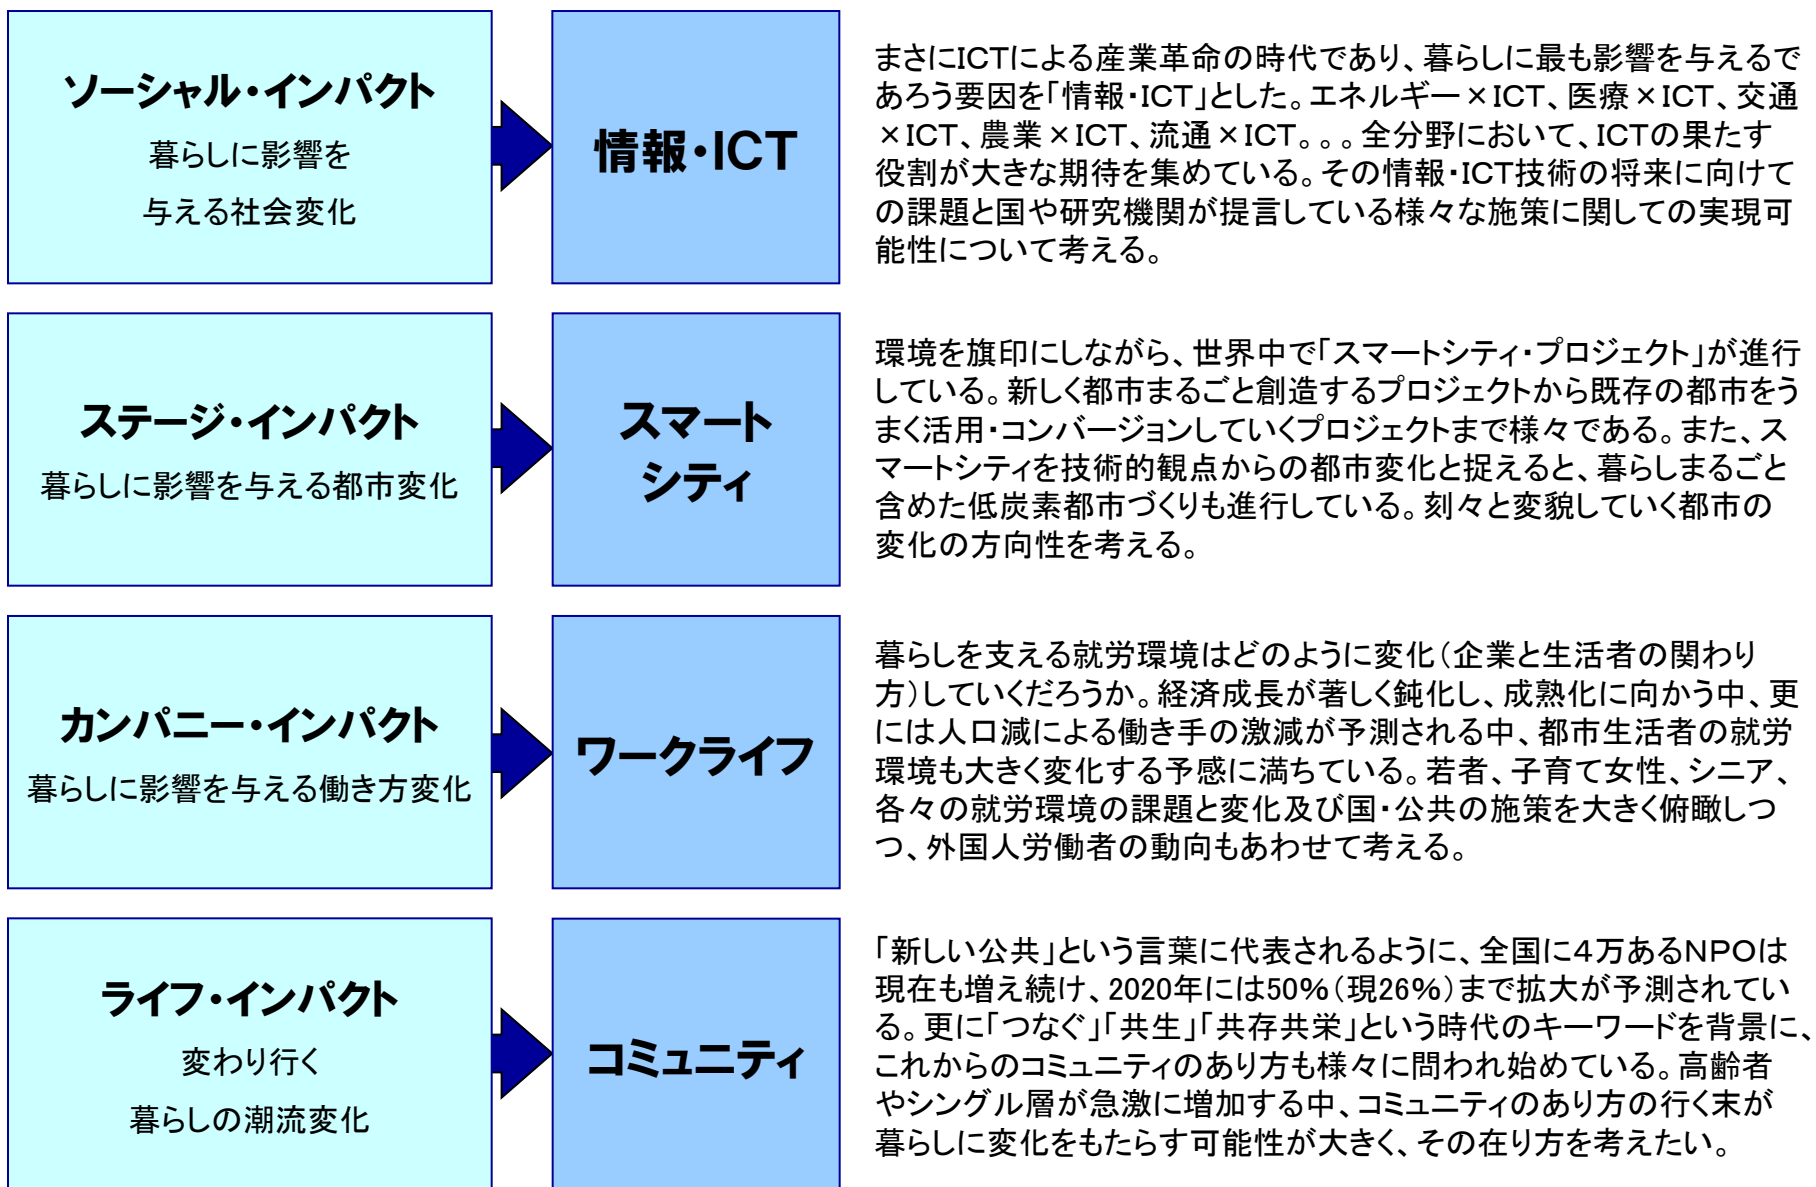 ソーシャル・インパクト
暮らしに影響を
与える社会変化
情報・ICT
まさにICTによる産業革命の時代であり、暮らしに最も影響を与えるで
あろう要因を「情報・ICT」とした。エネルギー×ICT、医療×ICT、交通
×ICT、農業×ICT、流通×ICT。。。全分野において、ICTの果たす
役割が大きな期待を集めている。その情報・ICT技術の将来に向けて
の課題と国や研究機関が提言している様々な施策に関しての実現可
能性について考える。
ステージ・インパクト
暮らしに影響を与える都市変化
スマート
シティ
環境を旗印にしながら、世界中で「スマートシティ・プロジェクト」が進行
している。新しく都市まるごと創造するプロジェクトから既存の都市をう
まく活用・コンバージョンしていくプロジェクトまで様々である。また、ス
マートシティを技術的観点からの都市変化と捉えると、暮らしまるごと
含めた低炭素都市づくりも進行している。刻々と変貌していく都市の
変化の方向性を考える。
カンパニー・インパクト
暮らしに影響を与える働き方変化
ワークライフ
暮らしを支える就労環境はどのように変化（企業と生活者の関わり
方）していくだろうか。経済成長が著しく鈍化し、成熟化に向かう中、更
には人口減による働き手の激減が予測される中、都市生活者の就労
環境も大きく変化する予感に満ちている。若者、子育て女性、シニア、
各々の就労環境の課題と変化及び国・公共の施策を大きく俯瞰しつ
つ、外国人労働者の動向もあわせて考える。
ライフ・インパクト
変わり行く
暮らしの潮流変化
コミュニティ
「新しい公共」という言葉に代表されるように、全国に４万あるNPOは
現在も増え続け、2020年には50％（現26％）まで拡大が予測されてい
る。更に「つなぐ」「共生」「共存共栄」という時代のキーワードを背景に、
これからのコミュニティのあり方も様々に問われ始めている。高齢者
やシングル層が急激に増加する中、コミュニティのあり方の行く末が
暮らしに変化をもたらす可能性が大きく、その在り方を考えたい。